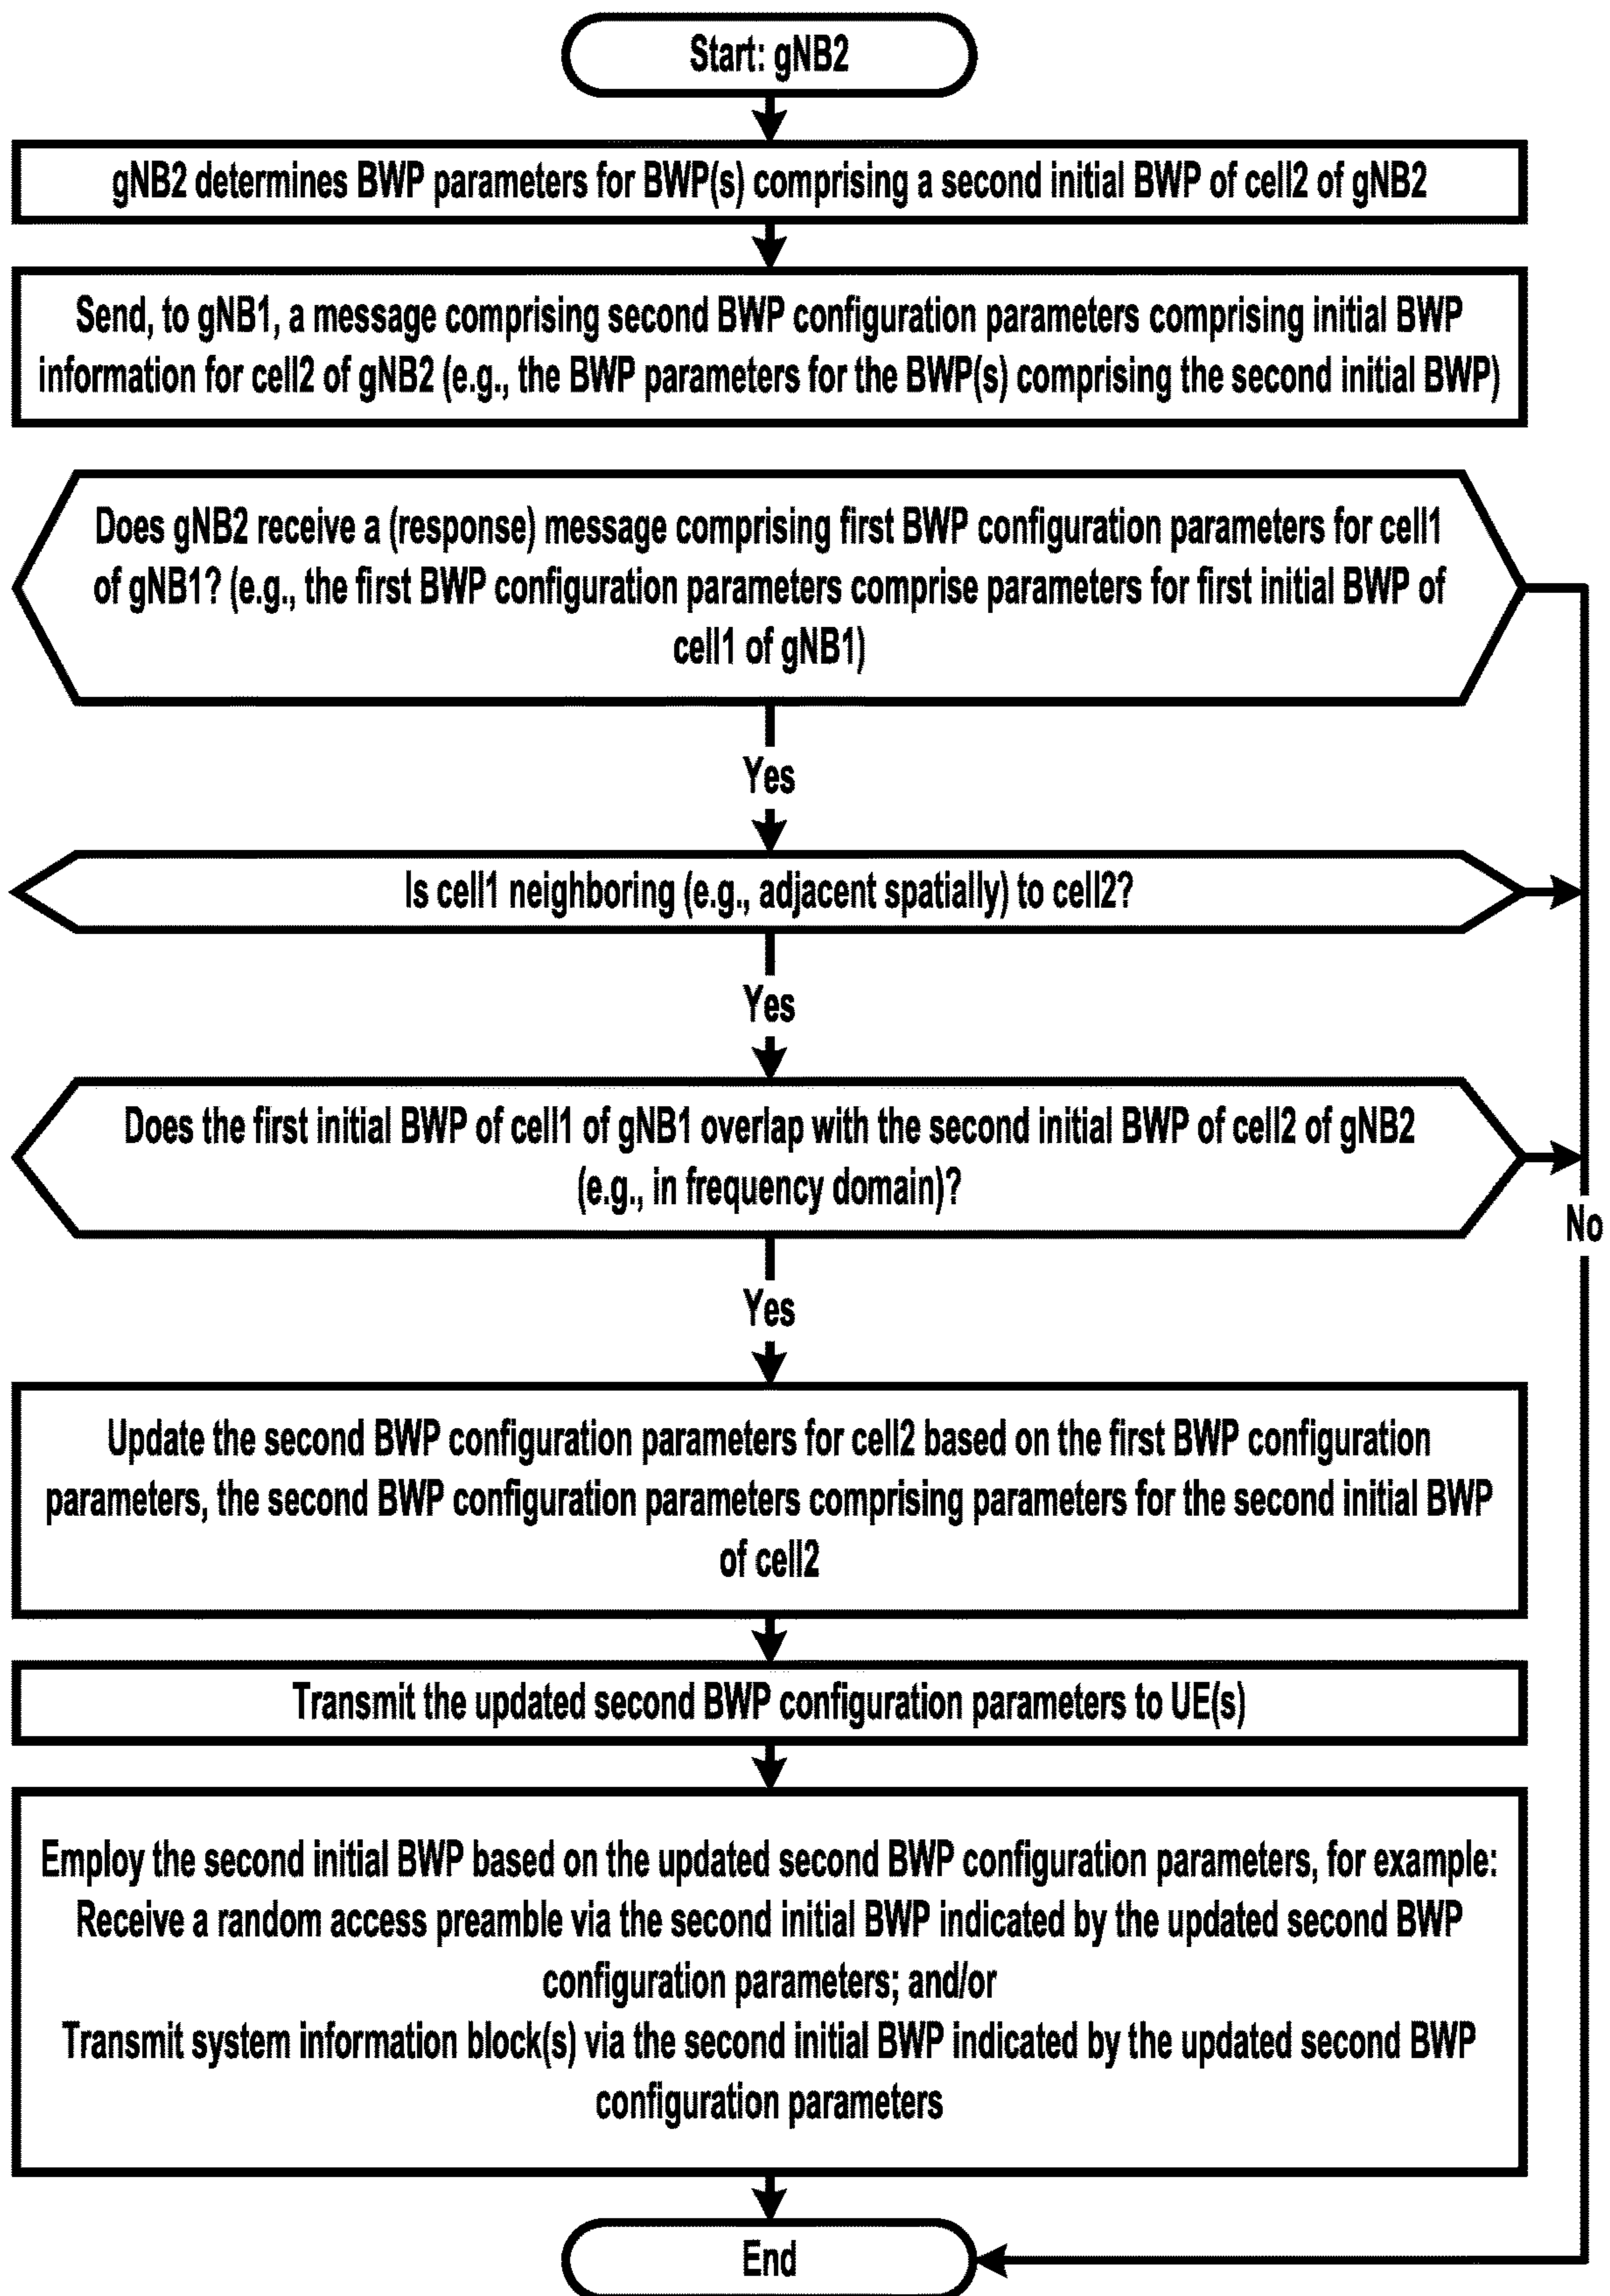 Start: gNB2
gNB2 determines BWP parameters for BWP(s) comprising a second initial BWP of cell2 of gNB2
Send, to gNB1, a message comprising second BWP configuration parameters comprising initial BWP
information for cell2 of gNB2 (e.g., the BWP parameters for the BWP(s) comprising the second initial BWP)
Does gNB2 receive a (response) message comprising first BWP configuration parameters for cell1
of gNB1? (e.g., the first BWP configuration parameters comprise parameters for first initial BWP of
cell1 of gNB1)
Yes
Is cell1 neighboring (e.g., adjacent spatially) to cell2?
Yes
Does the first initial BWP of cell1 of gNB1 overlap with the second initial BWP of cell2 of gNB2
(e.g., in frequency domain)?
No
Yes
Update the second BWP configuration parameters for cell2 based on the first BWP configuration
parameters, the second BWP configuration parameters comprising parameters for the second initial BWP
of cell2
Transmit the updated second BWP configuration parameters to UE(s)
Employ the second initial BWP based on the updated second BWP configuration parameters, for example:
Receive a random access preamble via the second initial BWP indicated by the updated second BWP
configuration parameters; and/or
Transmit system information block(s) via the second initial BWP indicated by the updated second BWP
configuration parameters
End